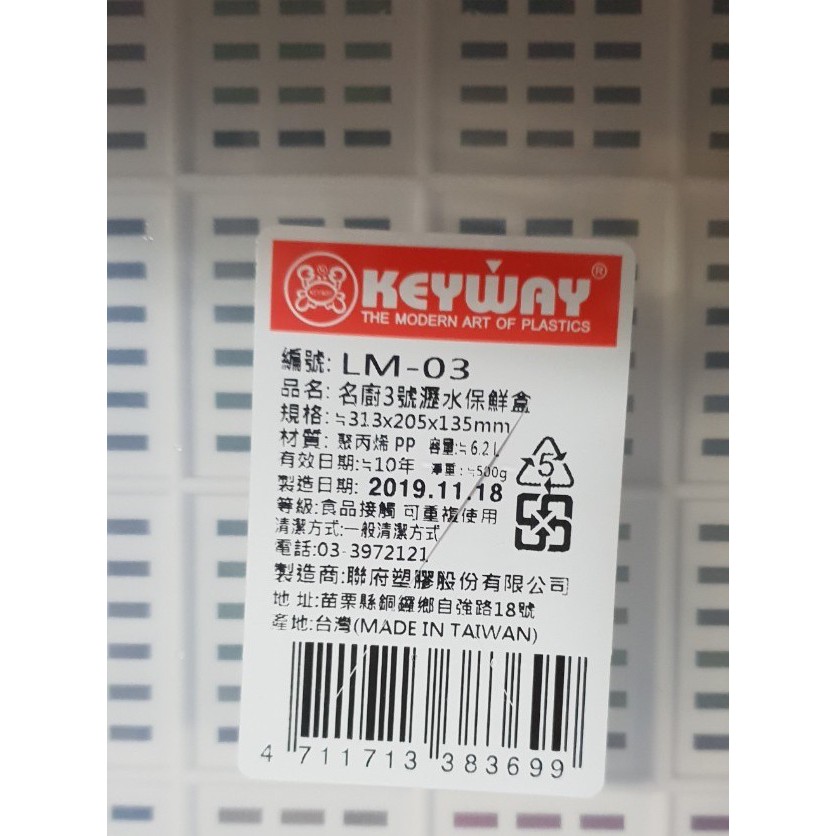 KEYWAY®
THE MODERN ART OF PLASTICS
編號: LM-03
品名: 名廚3號瀝水保鮮盒
規格:≒313x205x135mm
材質: 聚丙烯 PP 容量:≒6.2L
有效日期:≒10年 淨重:≒500g
製造日期: 2019.11.18
等級:食品接觸 可重複使用
清潔方式:一般清潔方式
電話:03-3972121
製造商:聯府塑膠股份有限公司
地 址:苗栗縣銅鑼鄉自強路18號
產地:台灣(MADE IN TAIWAN)
5
4 711713 383699